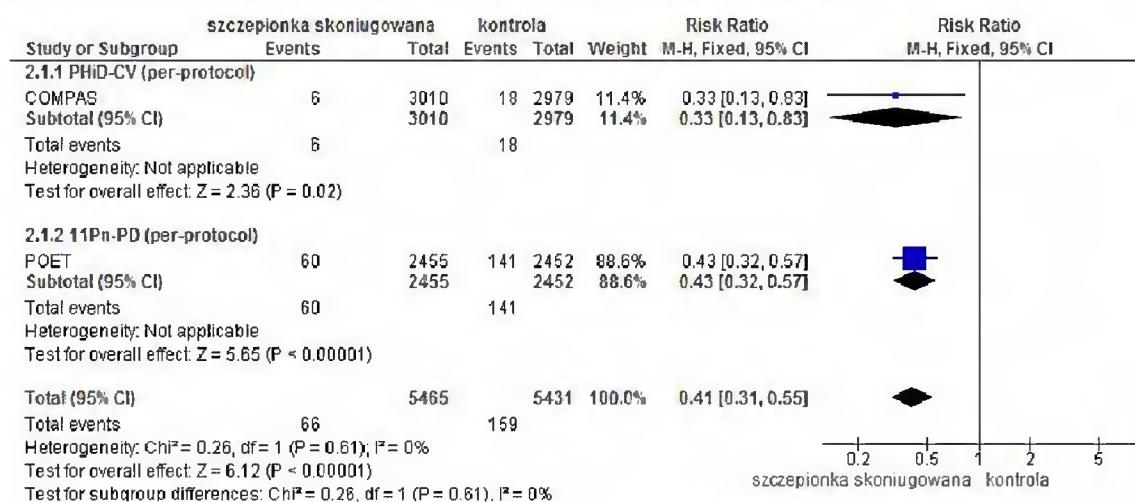 szczepionka skoniugowana kontrola Risk Ratio Risk Ratio
Study or Subgroup Events Total Events Total Weight M-H, Fixed, 95% CI M-H, Fixed, 95% CI
2.1.1 PHiD-CV (per-protocol)
COMPAS 6 3010 18 2979 11.4% 0.33 [0.13, 0.83]
Subtotal (95% CI) 3010 2979 11.4% 0.33 [0.13, 0.83]
Total events 6 18
Heterogeneity: Not applicable
Test for overall effect: Z = 2.36 (P = 0.02)
2.1.2 11Pn-PD (per-protocol)
POET 60 2455 141 2452 88.6% 0.43 [0.32, 0.57]
Subtotal (95% CI) 2455 2452 88.6% 0.43 [0.32, 0.57]
Total events 60 141
Heterogeneity: Not applicable
Test for overall effect: Z = 5.65 (P < 0.00001)
Total (95% CI) 5465 5431 100.0% 0.41 [0.31, 0.55]
Total events 66 159
Heterogeneity: Chi² = 0.26, df = 1 (P = 0.61); I² = 0%
Test for overall effect: Z = 6.12 (P < 0.00001)
Test for subgroup differences: Chi² = 0.26, df = 1 (P = 0.61), I² = 0%
0.2 0.5 1 2 5
szczepionka skoniugowana kontrola